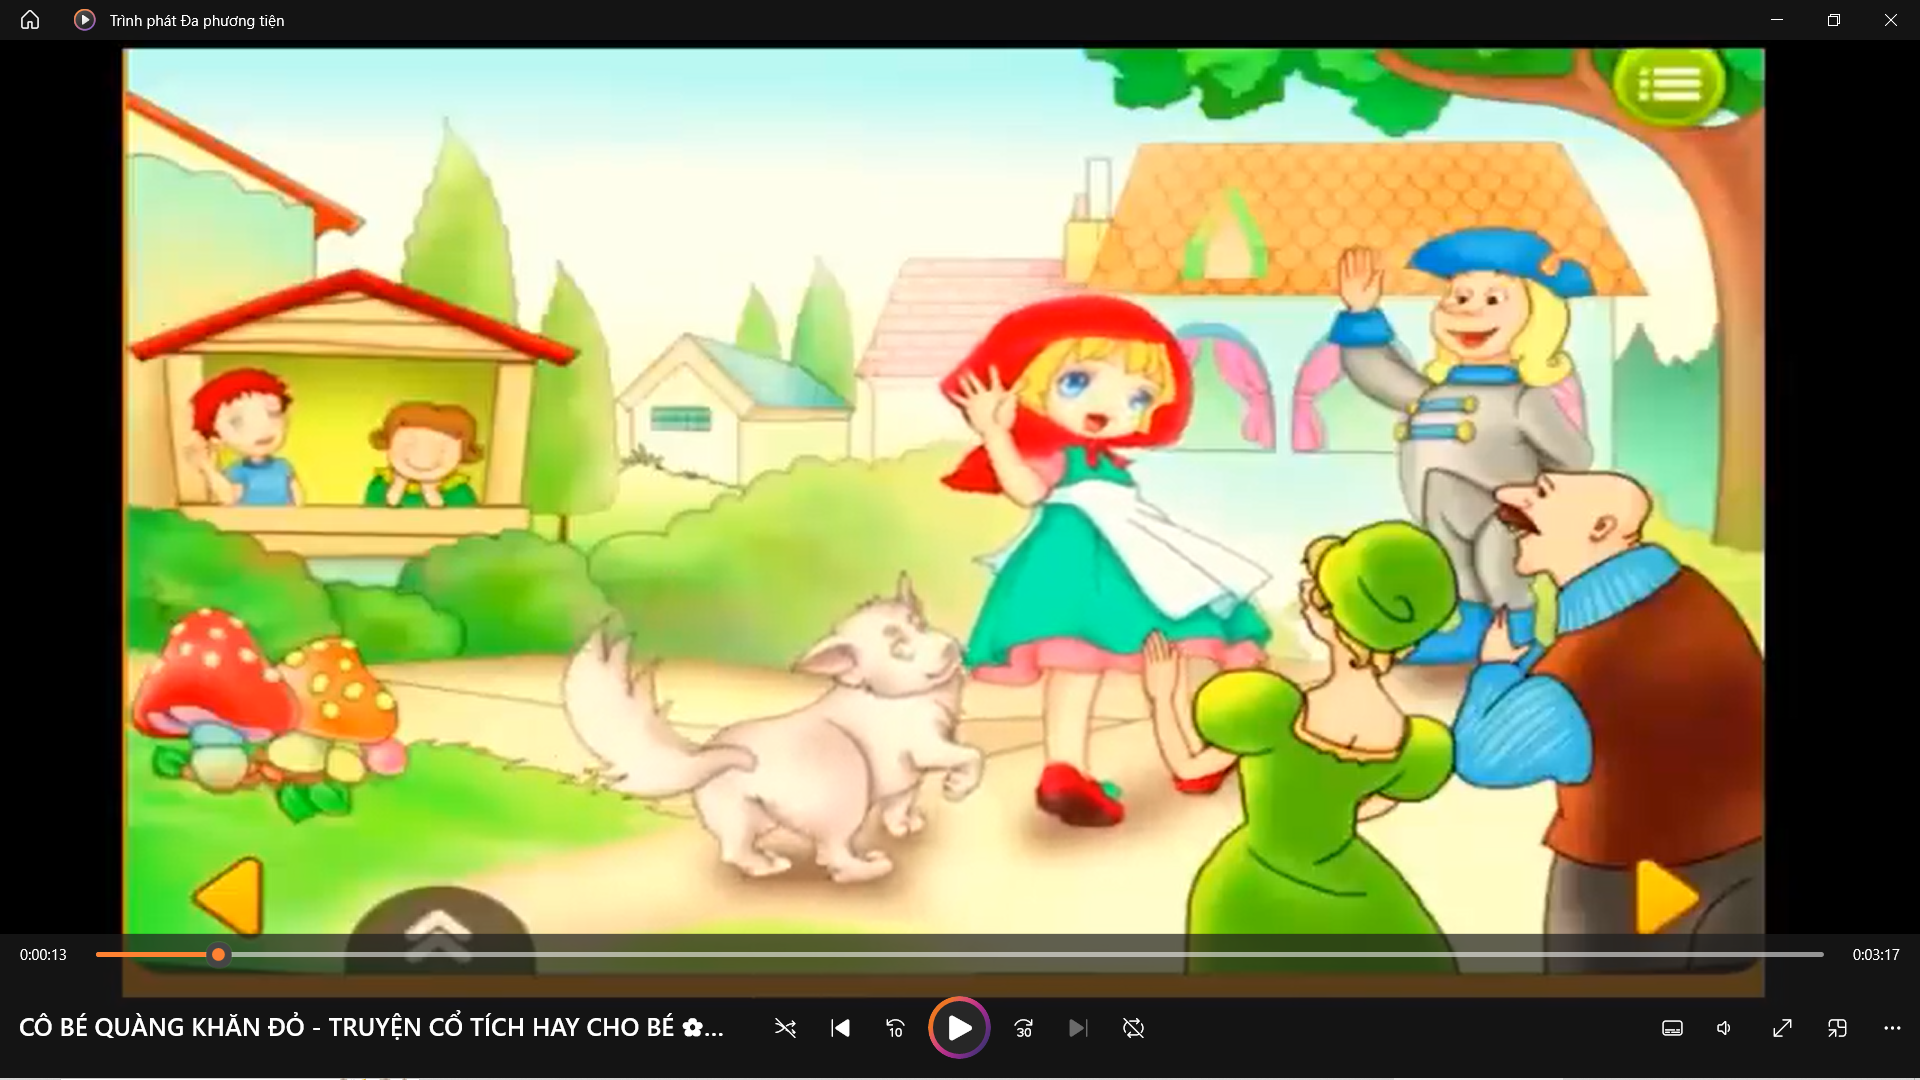 Trình phát Đa phương tiện
0:00:13
0:03:17
CÔ BÉ QUÀNG KHĂN ĐỎ - TRUYỆN CỔ TÍCH HAY CHO BÉ ✿...
10
30